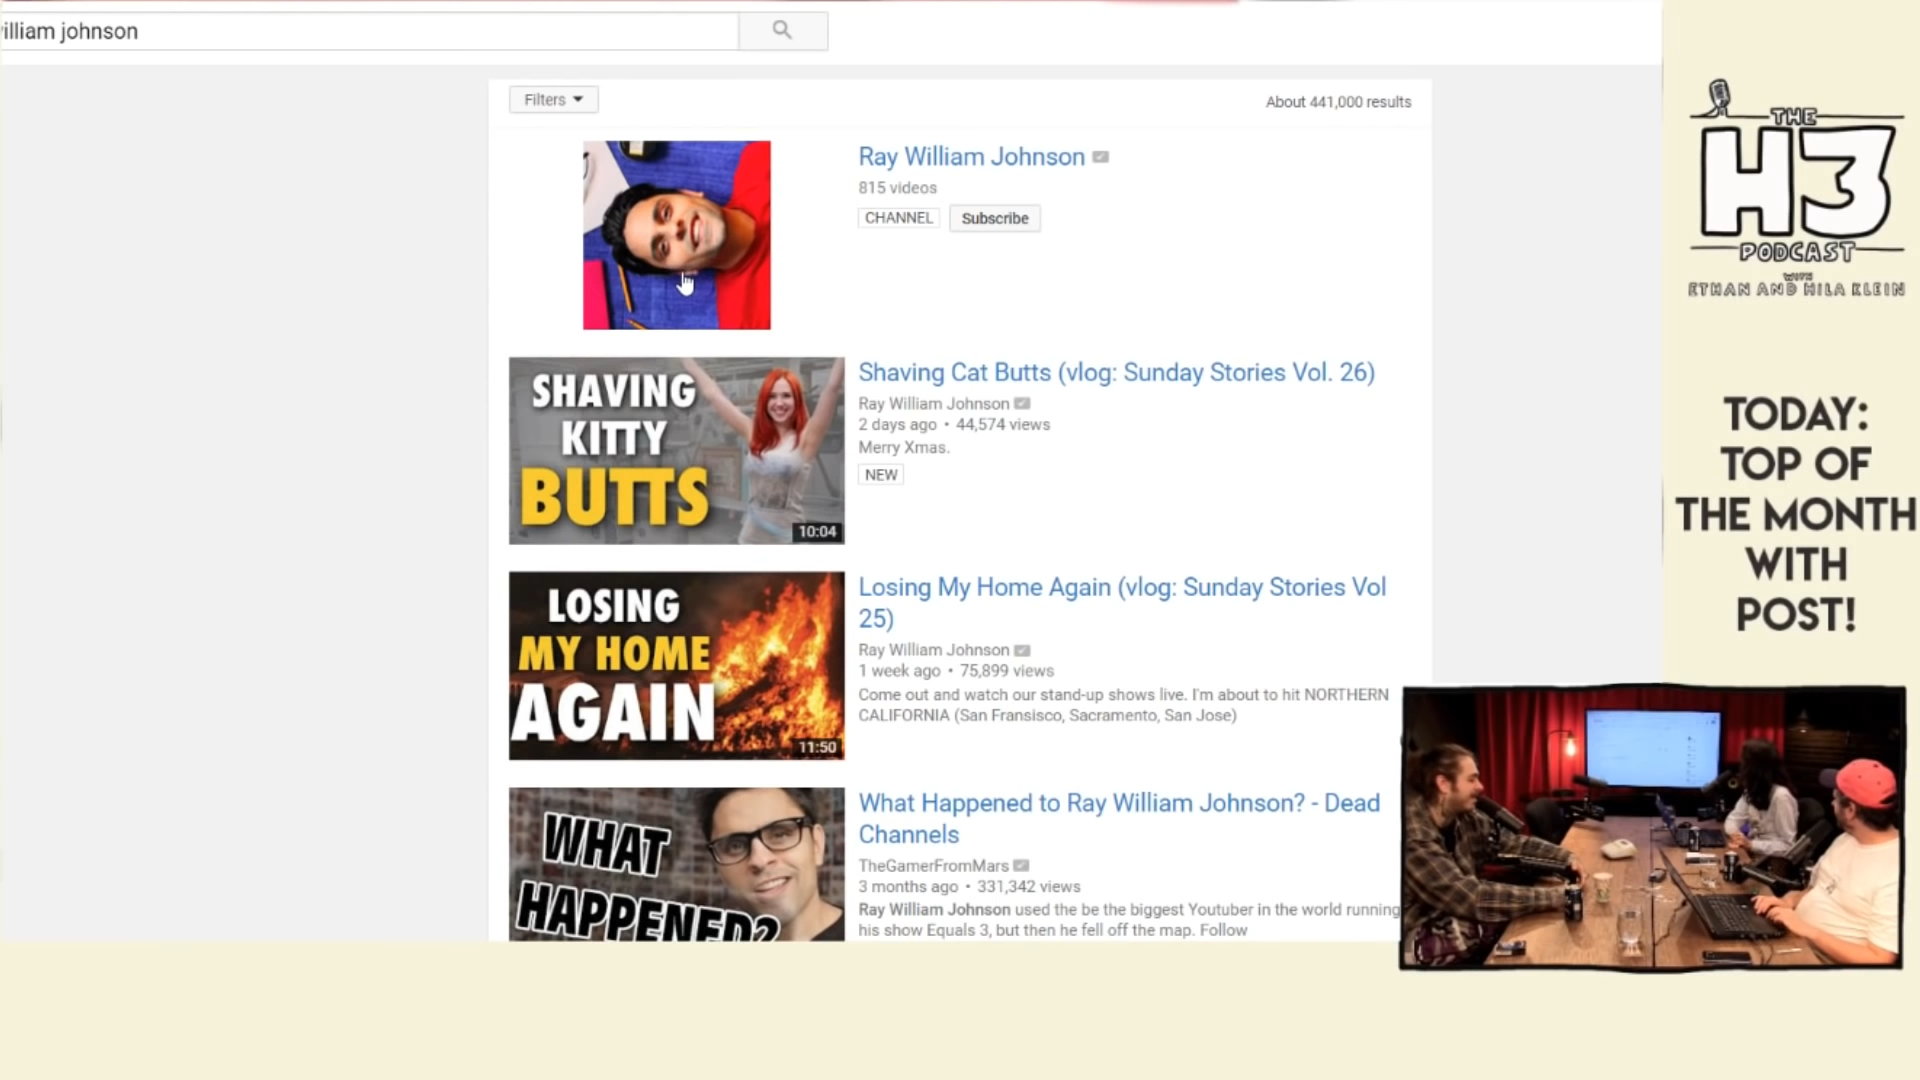 william johnson
Filters
About 441,000 results
Ray William Johnson
815 videos
CHANNEL
Subscribe
SHAVING
KITTY
BUTTS
10:04
Shaving Cat Butts (vlog: Sunday Stories Vol. 26)
Ray William Johnson
2 days ago • 44,574 views
Merry Xmas.
NEW
LOSING
MY HOME
AGAIN
11:50
Losing My Home Again (vlog: Sunday Stories Vol
25)
Ray William Johnson
1 week ago • 75,899 views
Come out and watch our stand-up shows live. I'm about to hit NORTHERN
CALIFORNIA (San Fransisco, Sacramento, San Jose)
WHAT
HAPPENED?
What Happened to Ray William Johnson? - Dead
Channels
TheGamerFromMars
3 months ago • 331,342 views
Ray William Johnson used the be the biggest Youtuber in the world running
his show Equals 3, but then he fell off the map. Follow
THE
H3
PODCAST
WITH
ETHAN AND HILA KLEIN
TODAY:
TOP OF
THE MONTH
WITH
POST!